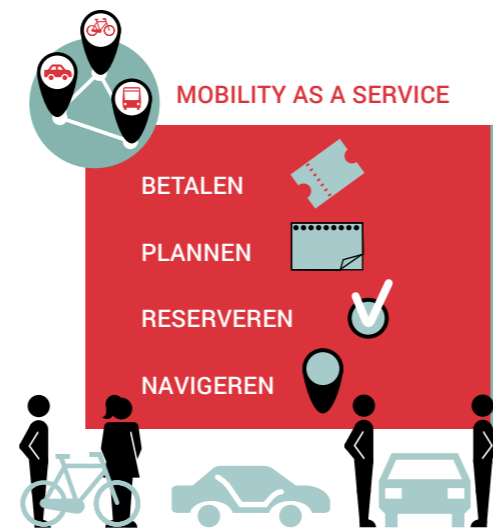 MOBILITY AS A SERVICE
BETALEN
PLANNEN
RESERVEREN
NAVIGEREN